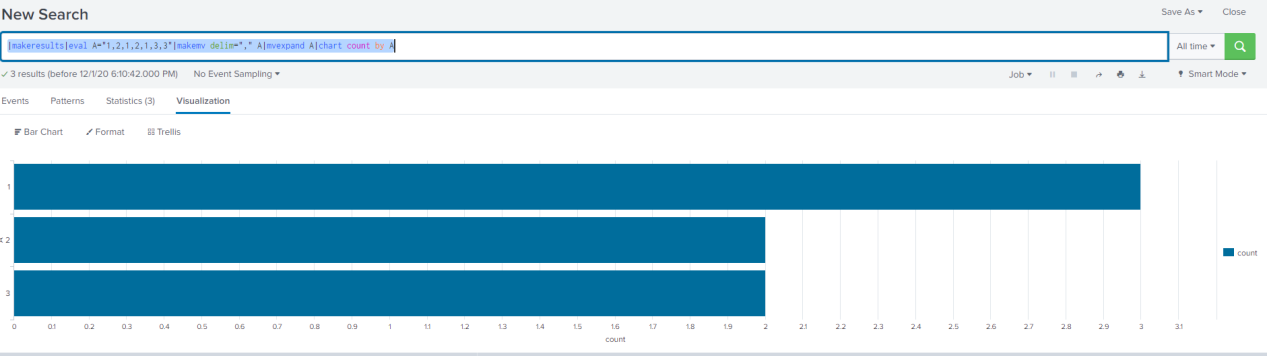 New Search
Save As ▾ Close
|makeresults|eval A="1,2,1,2,1,3,3"|makemv delim="," A|mvexpand A|chart count by A
All time ▾
✓ 3 results (before 12/1/20 6:10:42.000 PM) No Event Sampling ▾
Job ▾ Smart Mode ▾
Events Patterns Statistics (3) Visualization
Bar Chart Format Trellis
1
2
3
count
0 0.1 0.2 0.3 0.4 0.5 0.6 0.7 0.8 0.9 1 1.1 1.2 1.3 1.4 1.5 1.6 1.7 1.8 1.9 2 2.1 2.2 2.3 2.4 2.5 2.6 2.7 2.8 2.9 3 3.1
count